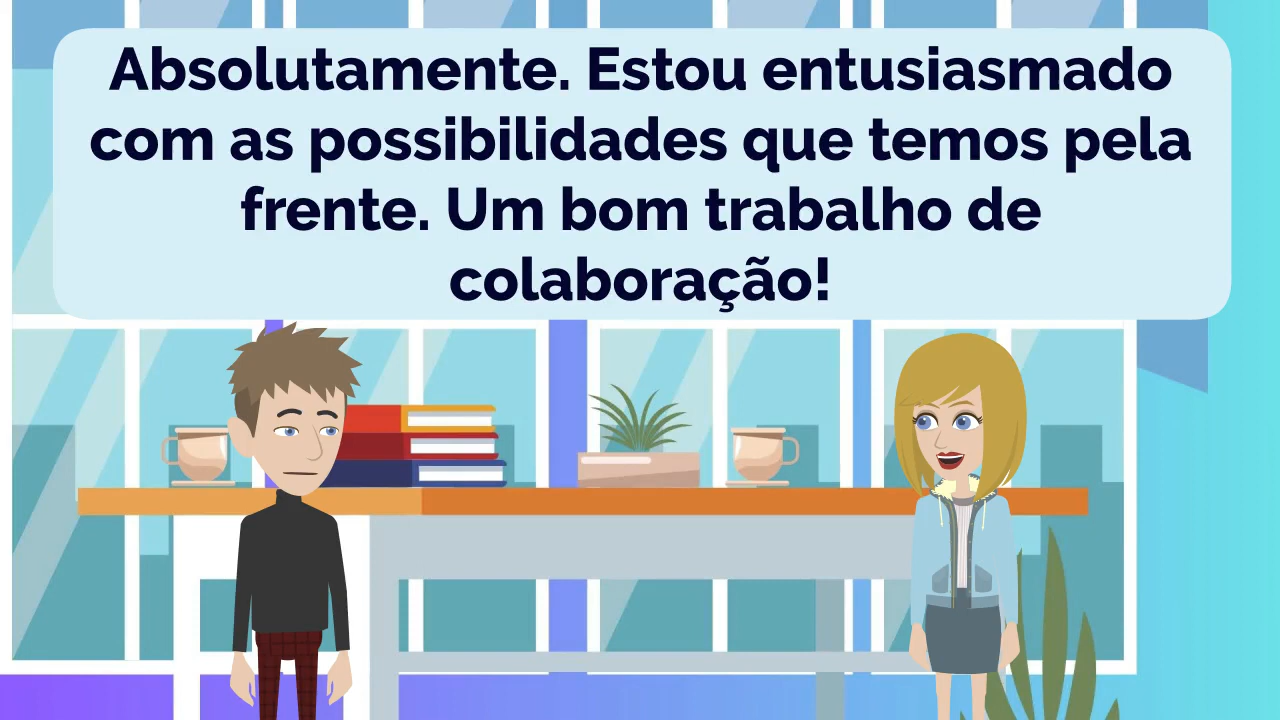 Absolutamente. Estou entusiasmado
com as possibilidades que temos pela
frente. Um bom trabalho de
colaboração!